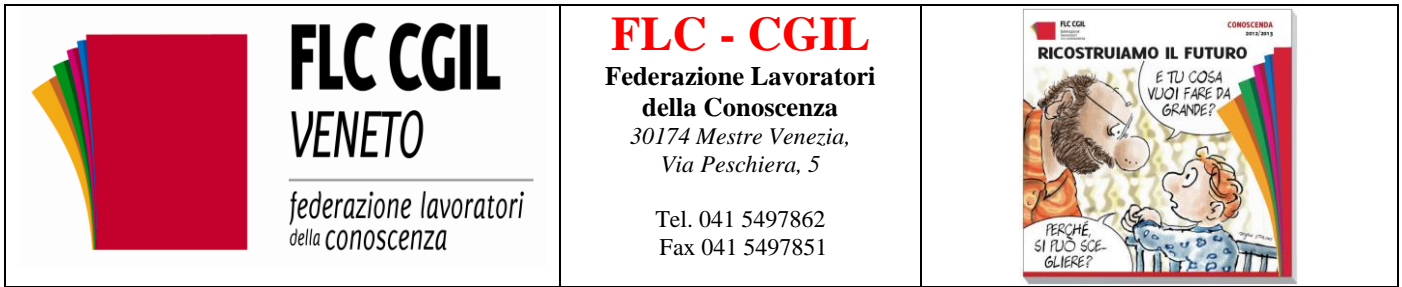 FLC CGIL
VENETO
federazione lavoratori
della conoscenza
FLC - CGIL
Federazione Lavoratori
della Conoscenza
30174 Mestre Venezia,
Via Peschiera, 5
Tel. 041 5497862
Fax 041 5497851
FLC CGIL
CONOSCENDA
2012/2013
RICOSTRUIAMO IL FUTURO
E TU COSA
VUOI FARE DA
GRANDE?
PERCHÉ,
SI PUÒ SCE-
GLIERE?